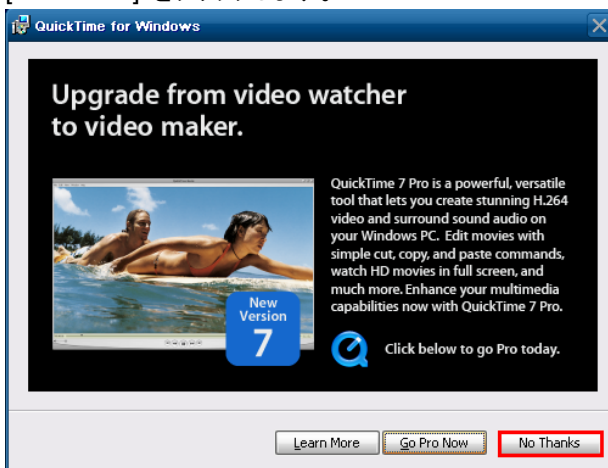 QuickTime for Windows
Upgrade from video watcher
to video maker.
QuickTime 7 Pro is a powerful, versatile
tool that lets you create stunning H.264
video and surround sound audio on
your Windows PC. Edit movies with
simple cut, copy, and paste commands,
watch HD movies in full screen, and
much more. Enhance your multimedia
capabilities now with QuickTime 7 Pro.
New
Version
7
Click below to go Pro today.
Learn More
Go Pro Now
No Thanks